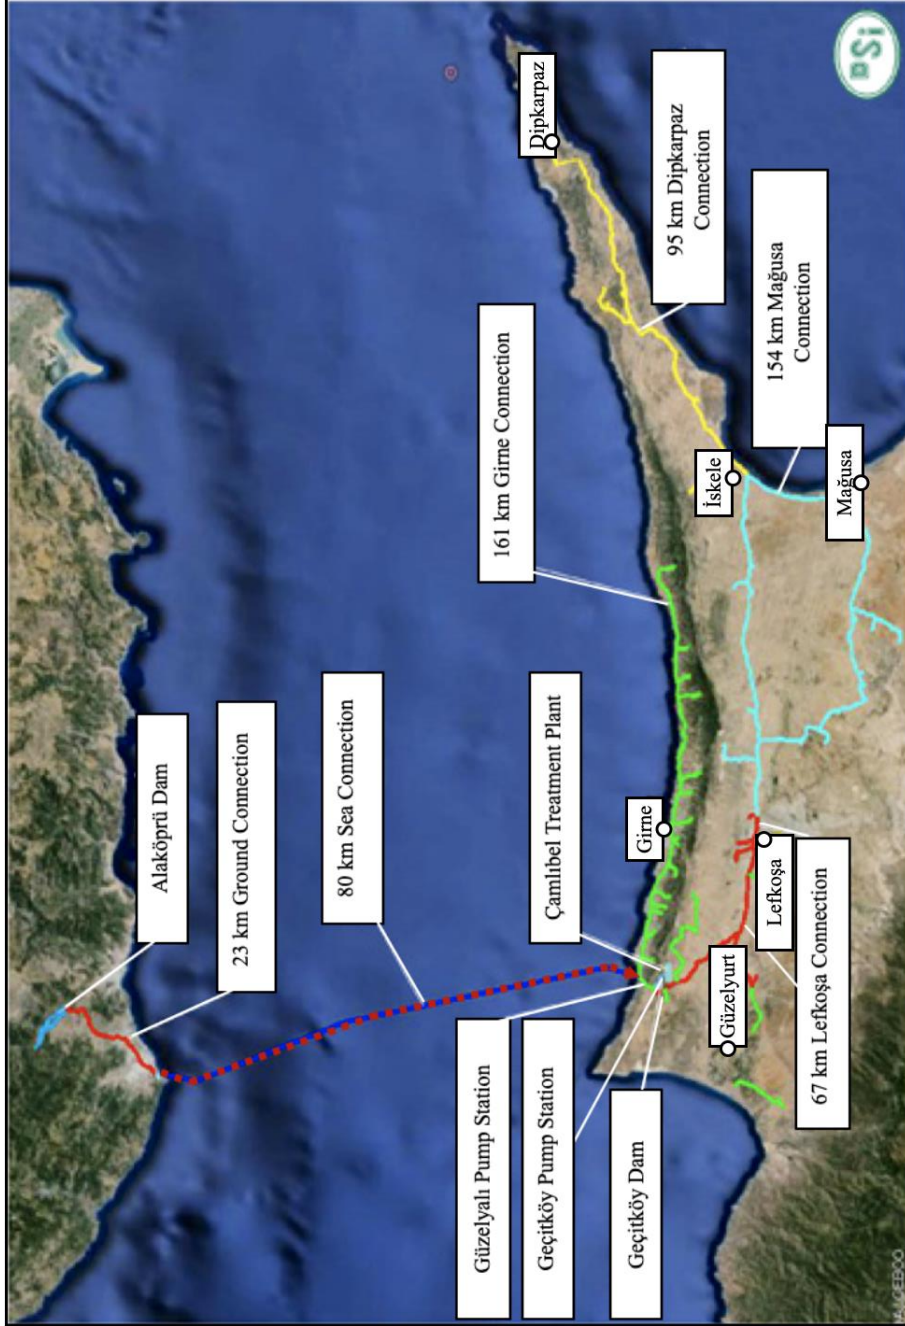 PSi
Alaköprü Dam
23 km Ground Connection
80 km Sea Connection
161 km Girne Connection
Dipkarpaz
95 km Dipkarpaz
Connection
154 km Mağusa
Connection
Çamlıbel Treatment Plant
Girne
İskele
Mağusa
Güzelyalı Pump Station
Geçitköy Pump Station
Geçitköy Dam
Güzelyurt
Lefkoşa
67 km Lefkoşa Connection